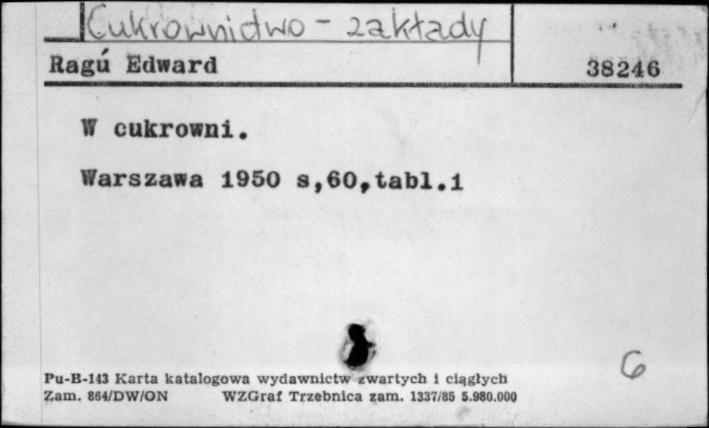 Cukrownictwo - zakłady
Ragú Edward 38246
W cukrowni.
Warszawa 1950 s,60,tabl.1
6
Pu-B-143 Karta katalogowa wydawnictw zwartych i ciągłych
Zam. 864/DW/ON WZGraf Trzebnica zam. 1337/85 5.980.000